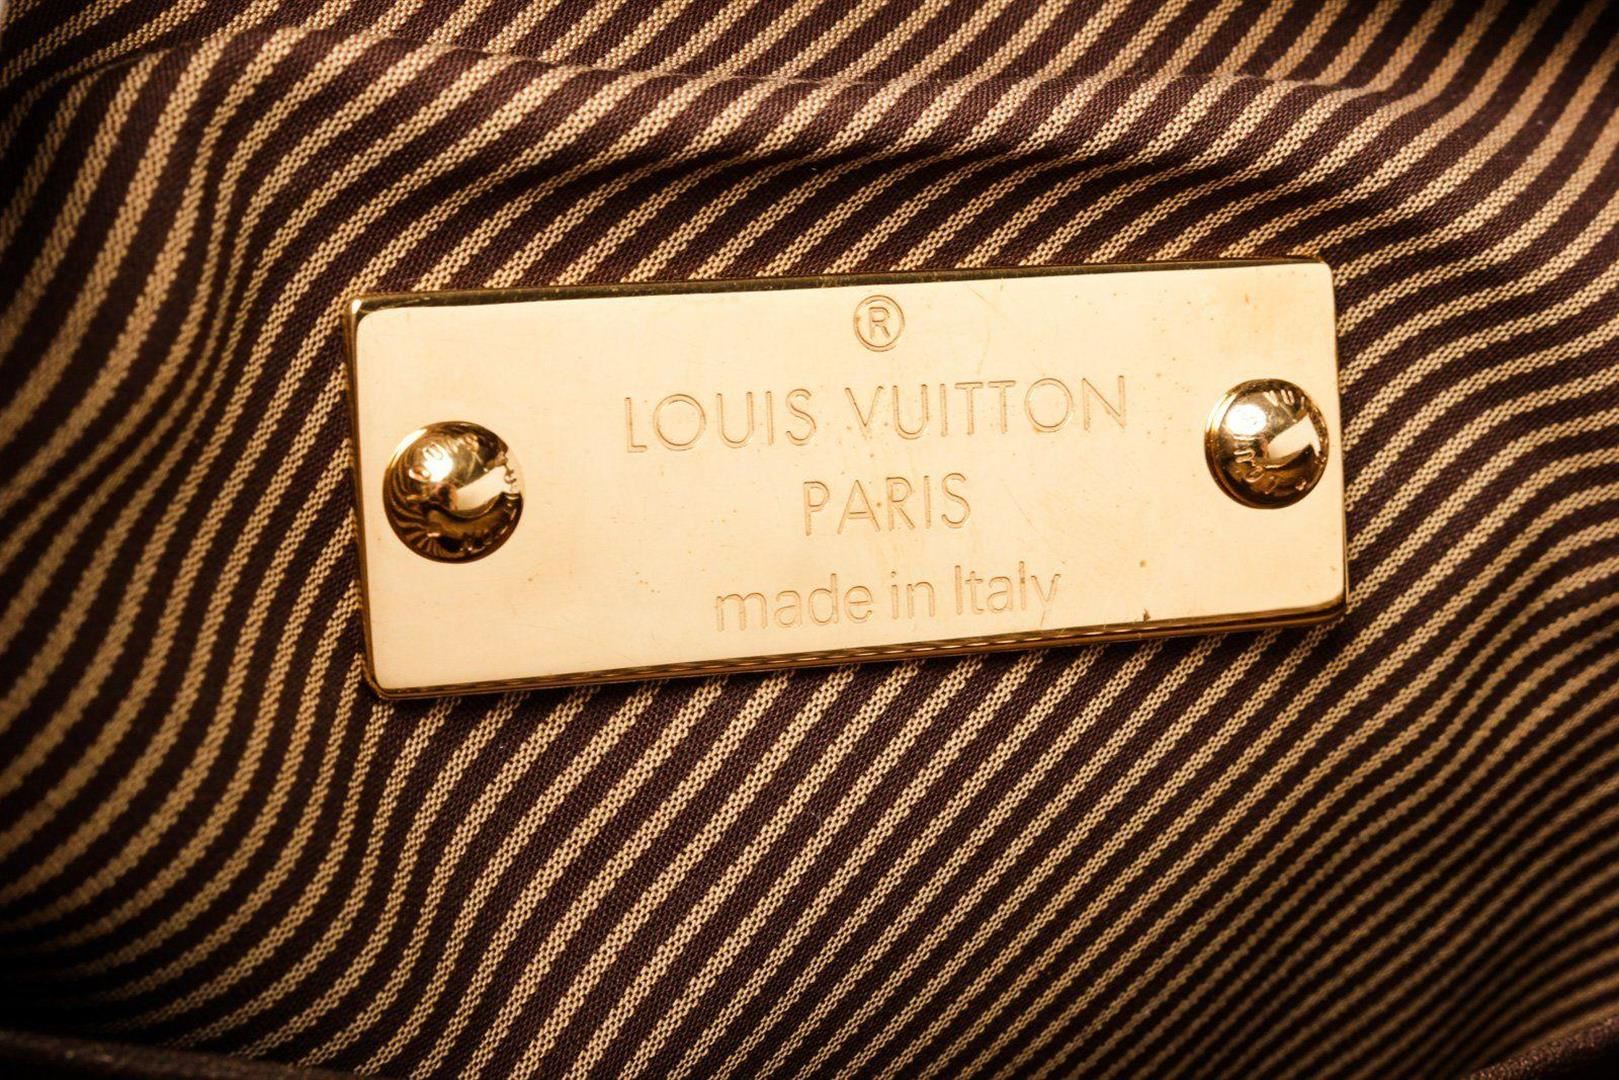 ®
LOUIS VUITTON
PARIS
made in Italy